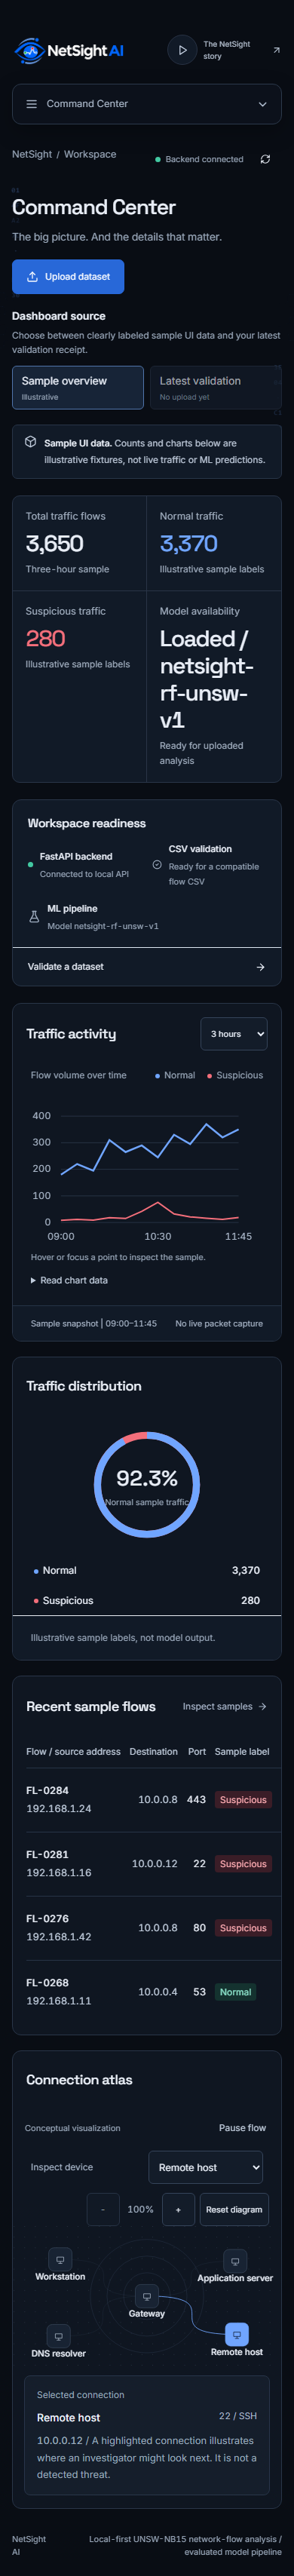 NetSight AI
The NetSight
story
Command Center
NetSight / Workspace
Backend connected
Command Center
The big picture. And the details that matter.
Upload dataset
Dashboard source
Choose between clearly labeled sample UI data and your latest
validation receipt.
Sample overview
Illustrative
Latest validation
No upload yet
Sample UI data. Counts and charts below are
illustrative fixtures, not live traffic or ML predictions.
Total traffic flows
3,650
Three-hour sample
Normal traffic
3,370
Illustrative sample labels
Suspicious traffic
280
Illustrative sample labels
Model availability
Loaded /
netsight-
rf-unsw-
v1
Ready for uploaded
analysis
Workspace readiness
FastAPI backend
Connected to local API
CSV validation
Ready for a compatible
flow CSV
ML pipeline
Model netsight-rf-unsw-v1
Validate a dataset
Traffic activity
3 hours
Flow volume over time
Normal
Suspicious
400
300
200
100
0
09:00
10:30
11:45
Hover or focus a point to inspect the sample.
Read chart data
Sample snapshot | 09:00–11:45
No live packet capture
Traffic distribution
92.3%
Normal sample traffic
Normal 3,370
Suspicious 280
Illustrative sample labels, not model output.
Recent sample flows
Inspect samples
Flow / source address Destination Port Sample label
FL-0284
192.168.1.24
10.0.0.8 443 Suspicious
FL-0281
192.168.1.16
10.0.0.12 22 Suspicious
FL-0276
192.168.1.42
10.0.0.8 80 Suspicious
FL-0268
192.168.1.11
10.0.0.4 53 Normal
Connection atlas
Conceptual visualization
Pause flow
Inspect device
Remote host
- 100% +
Reset diagram
Workstation
Application server
Gateway
DNS resolver
Remote host
Selected connection
Remote host
22 / SSH
10.0.0.12 / A highlighted connection illustrates
where an investigator might look next. It is not a
detected threat.
NetSight
AI
Local-first UNSW-NB15 network-flow analysis /
evaluated model pipeline